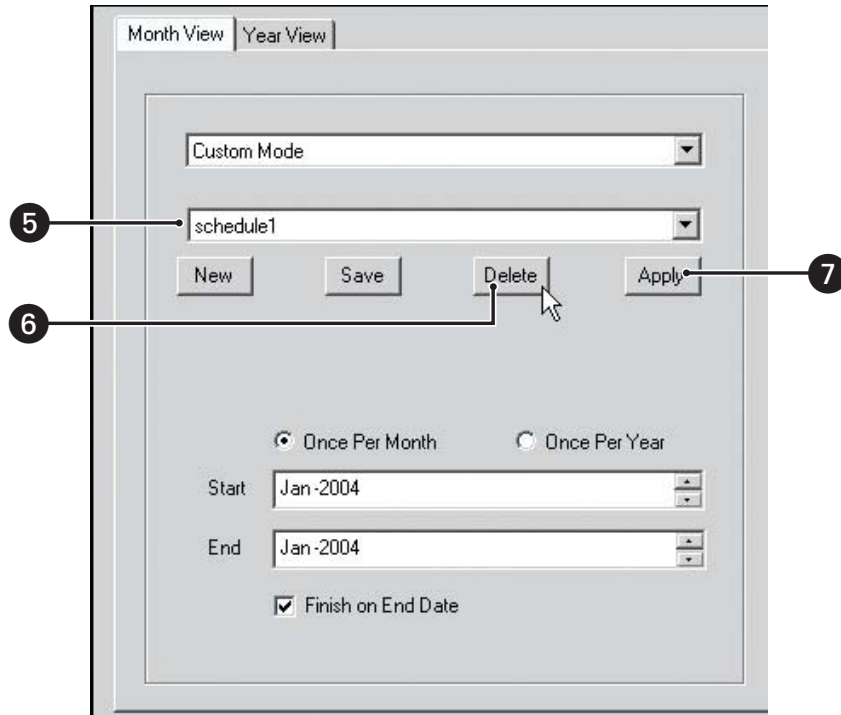 Month View Year View
Custom Mode
5 schedule1
New Save Delete Apply 7
6
Once Per Month Once Per Year
Start Jan-2004
End Jan-2004
Finish on End Date